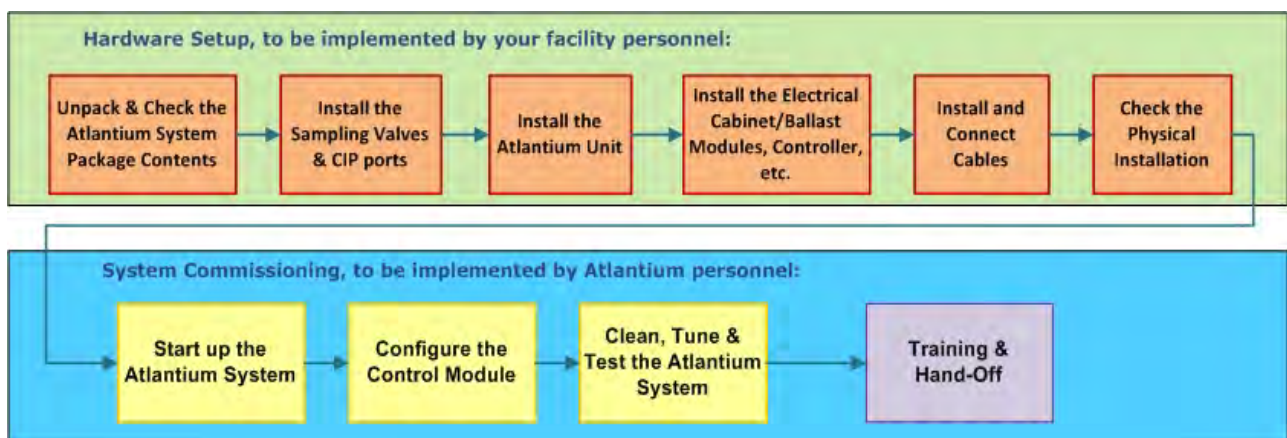 Hardware Setup, to be implemented by your facility personnel:
Unpack & Check the
Atlantium System
Package Contents
Install the
Sampling Valves
& CIP ports
Install the
Atlantium Unit
Install the Electrical
Cabinet/Ballast
Modules, Controller,
etc.
Install and
Connect
Cables
Check the
Physical
Installation
System Commissioning, to be implemented by Atlantium personnel:
Start up the
Atlantium System
Configure the
Control Module
Clean, Tune &
Test the Atlantium
System
Training &
Hand-Off